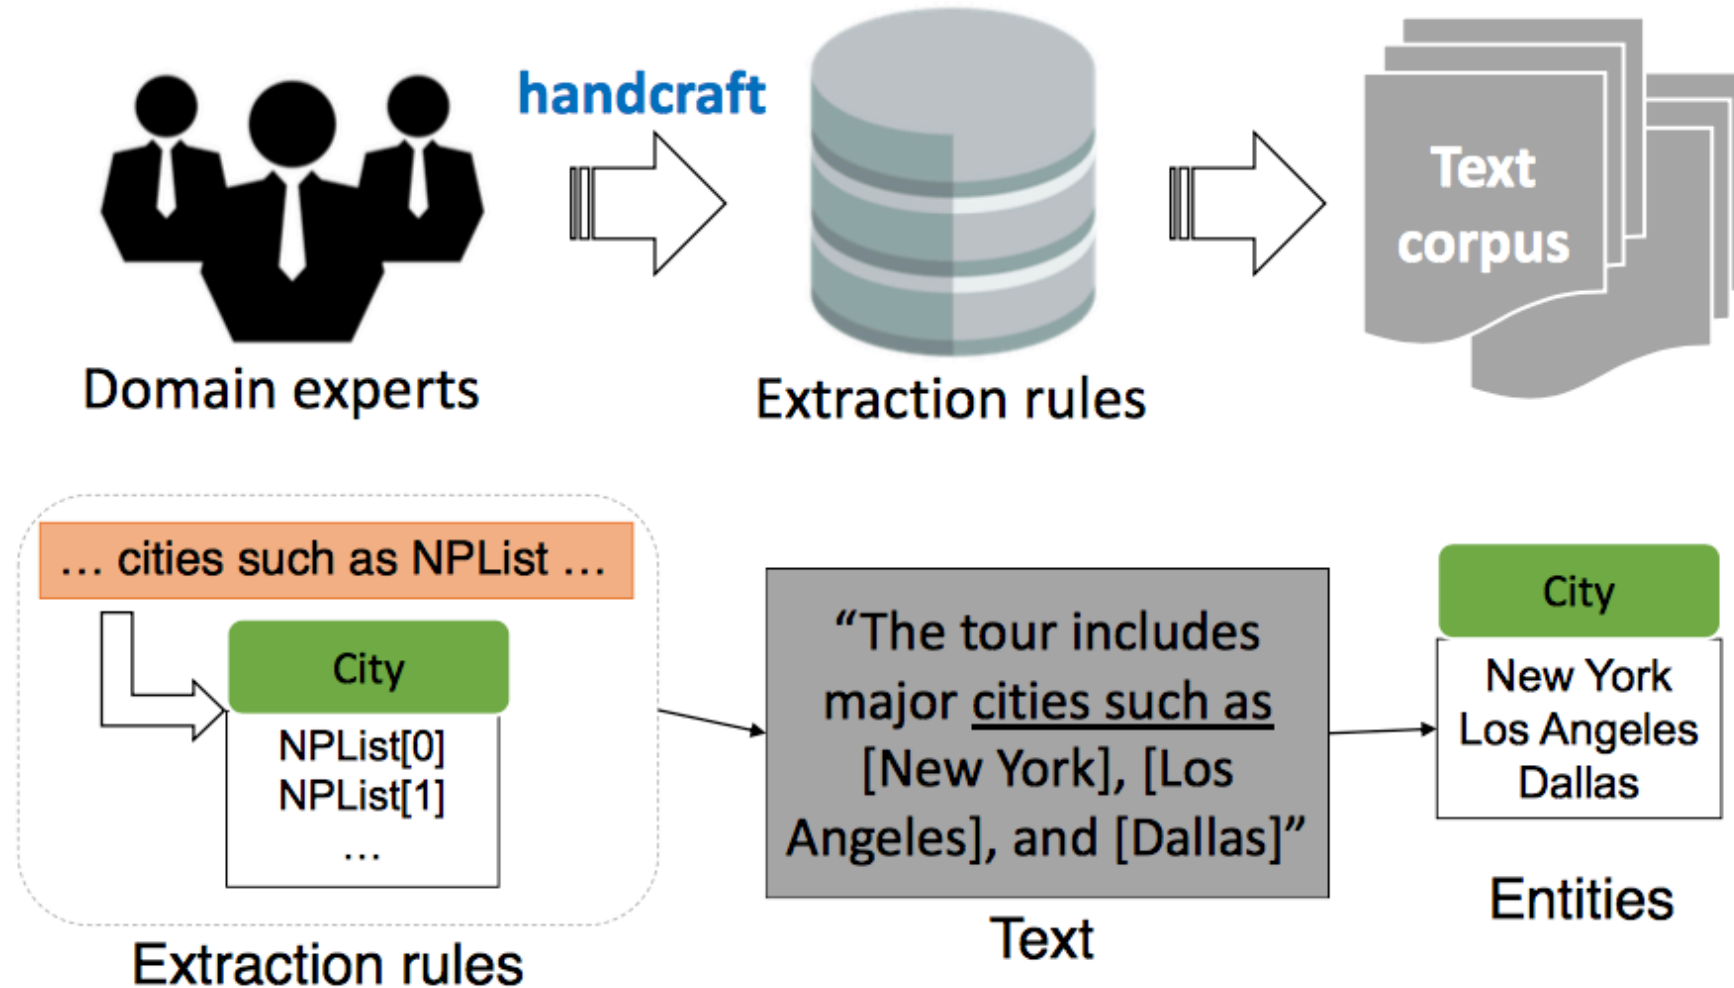 handcraft
Domain experts
Extraction rules
Text
corpus
… cities such as NPList …
City
NPList[0]
NPList[1]
…
Extraction rules
“The tour includes
major cities such as
[New York], [Los
Angeles], and [Dallas]”
Text
City
New York
Los Angeles
Dallas
Entities